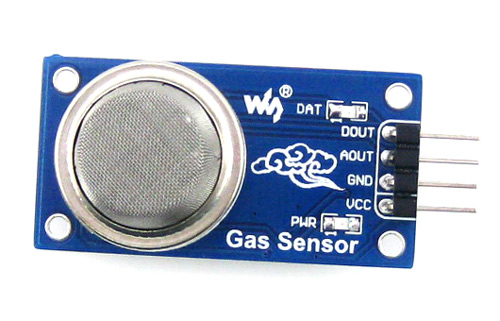 ®
DAT
DOUT
AOUT
GND
VCC
PWR
Gas Sensor